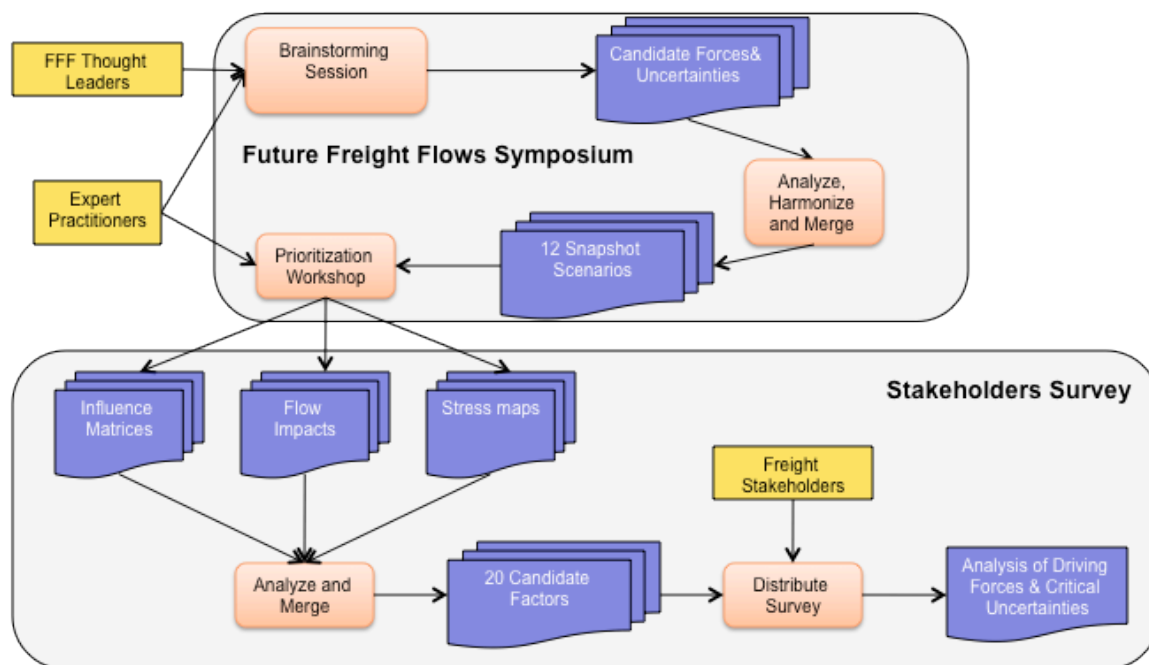 FFF Thought
Leaders
Brainstorming
Session
Candidate Forces&
Uncertainties
Future Freight Flows Symposium
Expert
Practitioners
Analyze,
Harmonize
and Merge
Prioritization
Workshop
12 Snapshot
Scenarios
Stakeholders Survey
Influence
Matrices
Flow
Impacts
Stress maps
Freight
Stakeholders
Analyze and
Merge
20 Candidate
Factors
Distribute
Survey
Analysis of Driving
Forces & Critical
Uncertainties